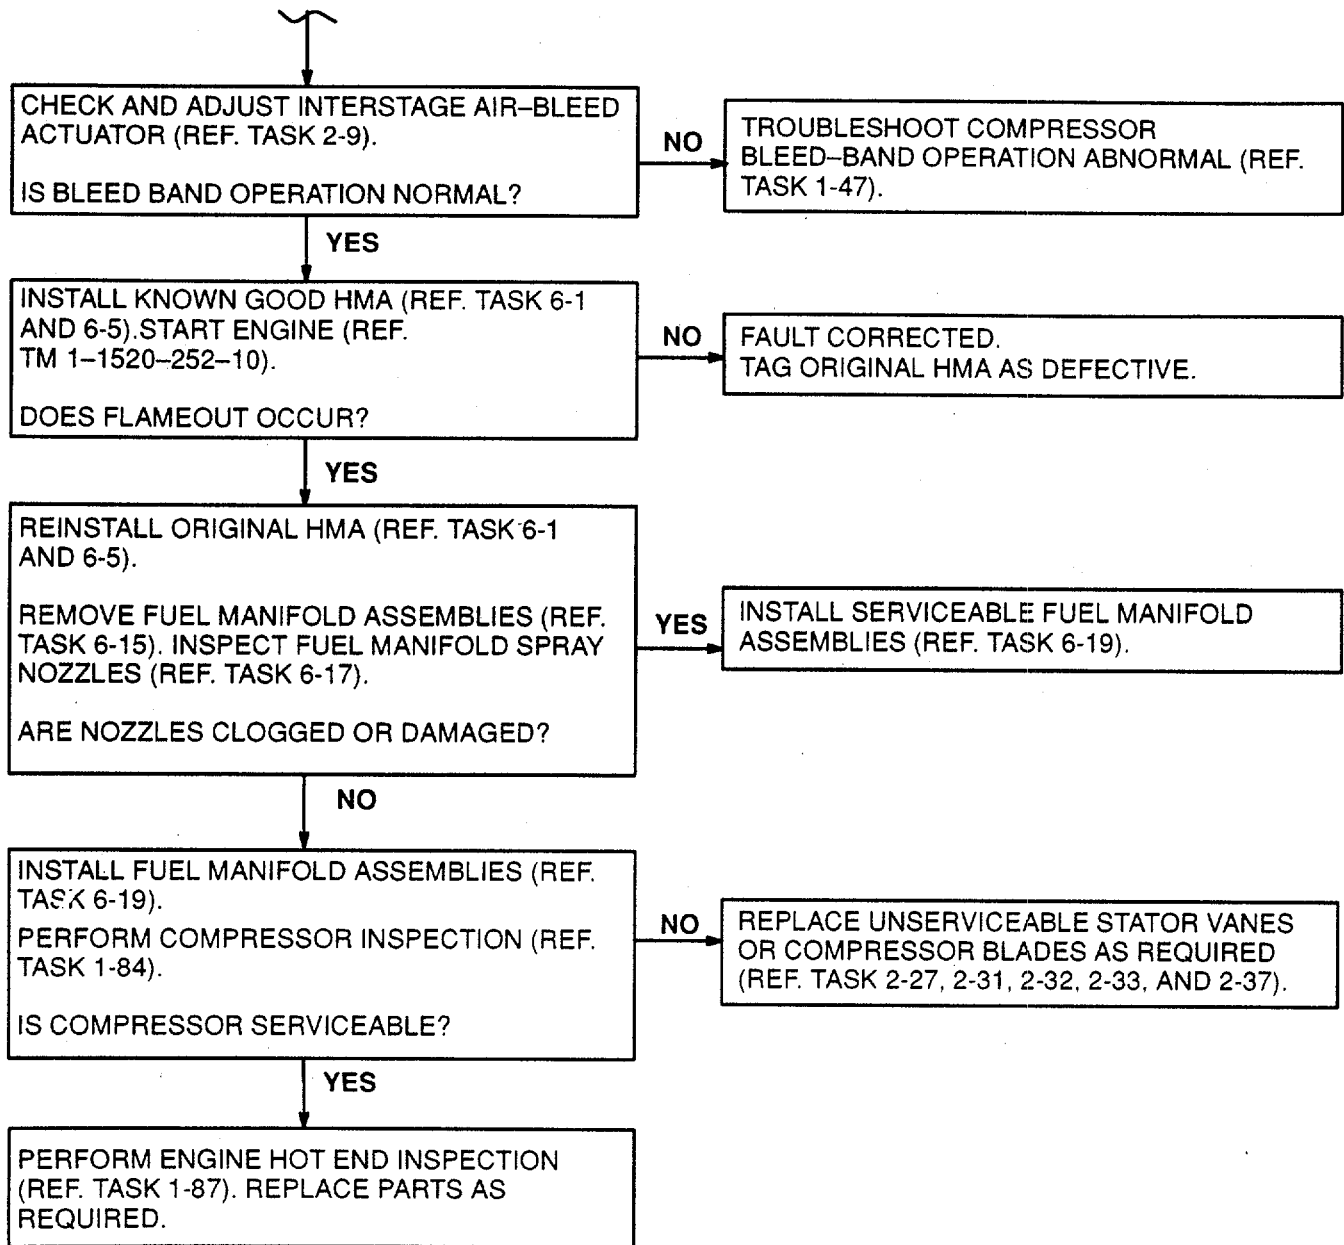 CHECK AND ADJUST INTERSTAGE AIR–BLEED
ACTUATOR (REF. TASK 2-9).
IS BLEED BAND OPERATION NORMAL?
NO
TROUBLESHOOT COMPRESSOR
BLEED–BAND OPERATION ABNORMAL (REF.
TASK 1-47).
YES
INSTALL KNOWN GOOD HMA (REF. TASK 6-1
AND 6-5).START ENGINE (REF.
TM 1–1520–252–10).
DOES FLAMEOUT OCCUR?
NO
FAULT CORRECTED.
TAG ORIGINAL HMA AS DEFECTIVE.
YES
REINSTALL ORIGINAL HMA (REF. TASK 6-1
AND 6-5).
REMOVE FUEL MANIFOLD ASSEMBLIES (REF.
TASK 6-15). INSPECT FUEL MANIFOLD SPRAY
NOZZLES (REF. TASK 6-17).
ARE NOZZLES CLOGGED OR DAMAGED?
YES
INSTALL SERVICEABLE FUEL MANIFOLD
ASSEMBLIES (REF. TASK 6-19).
NO
INSTALL FUEL MANIFOLD ASSEMBLIES (REF.
TASK 6-19).
PERFORM COMPRESSOR INSPECTION (REF.
TASK 1-84).
IS COMPRESSOR SERVICEABLE?
NO
REPLACE UNSERVICEABLE STATOR VANES
OR COMPRESSOR BLADES AS REQUIRED
(REF. TASK 2-27, 2-31, 2-32, 2-33, AND 2-37).
YES
PERFORM ENGINE HOT END INSPECTION
(REF. TASK 1-87). REPLACE PARTS AS
REQUIRED.